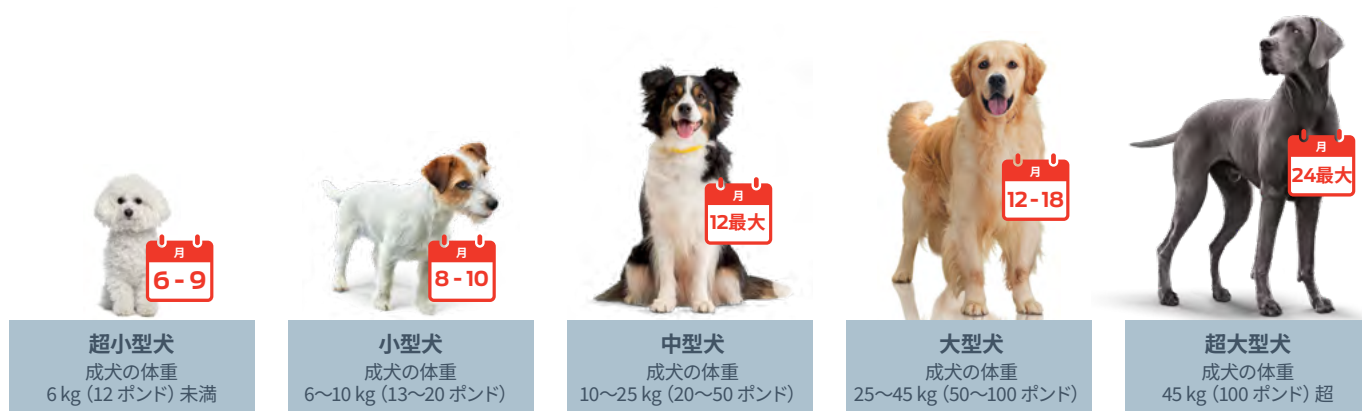 月
6 - 9
月
8 - 10
月
12最大
月
12 - 18
月
24最大
超小型犬
成犬の体重
6 kg（12 ポンド）未満
小型犬
成犬の体重
6～10 kg（13～20 ポンド）
中型犬
成犬の体重
10～25 kg（20～50 ポンド）
大型犬
成犬の体重
25～45 kg（50～100 ポンド）
超大型犬
成犬の体重
45 kg（100 ポンド）超